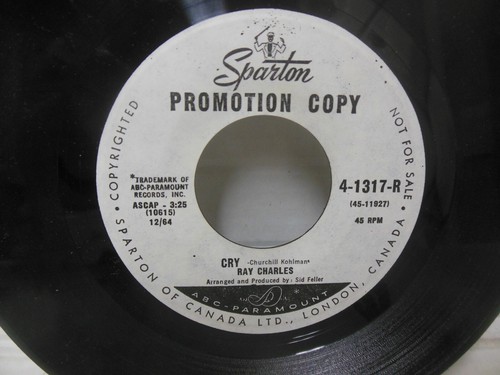 Sparton
PROMOTION COPY
COPYRIGHTED
NOT FOR SALE
*TRADEMARK OF
ABC-PARAMOUNT
RECORDS, INC.
ASCAP - 3:25
(10615)
12/64
4-1317-R
(45-11927)
45 RPM
CRY -Churchill Kohlman*
RAY CHARLES
Arranged and Produced by: Sid Feller
ABC-PARAMOUNT
• SPARTON OF CANADA LTD., LONDON, CANADA •